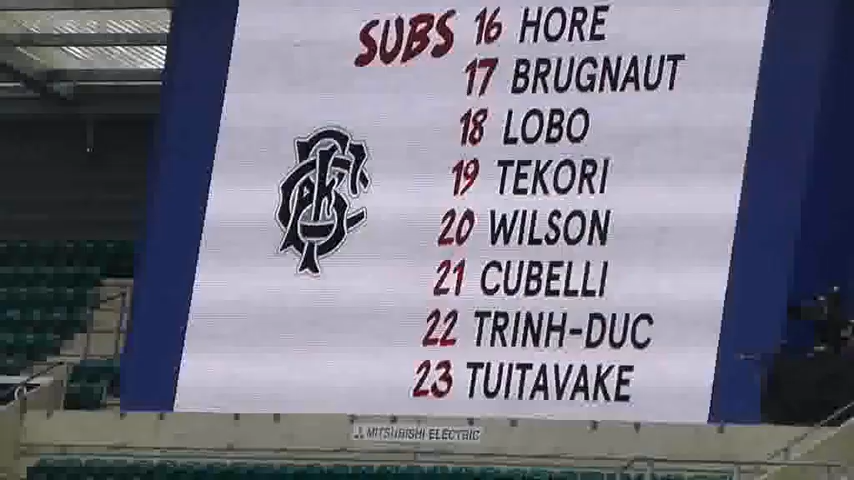 SUBS 16 HORE
17 BRUGNAUT
18 LOBO
19 TEKORI
20 WILSON
21 CUBELLI
22 TRINH-DUC
23 TUITAVAKE
MITSUBISHI ELECTRIC